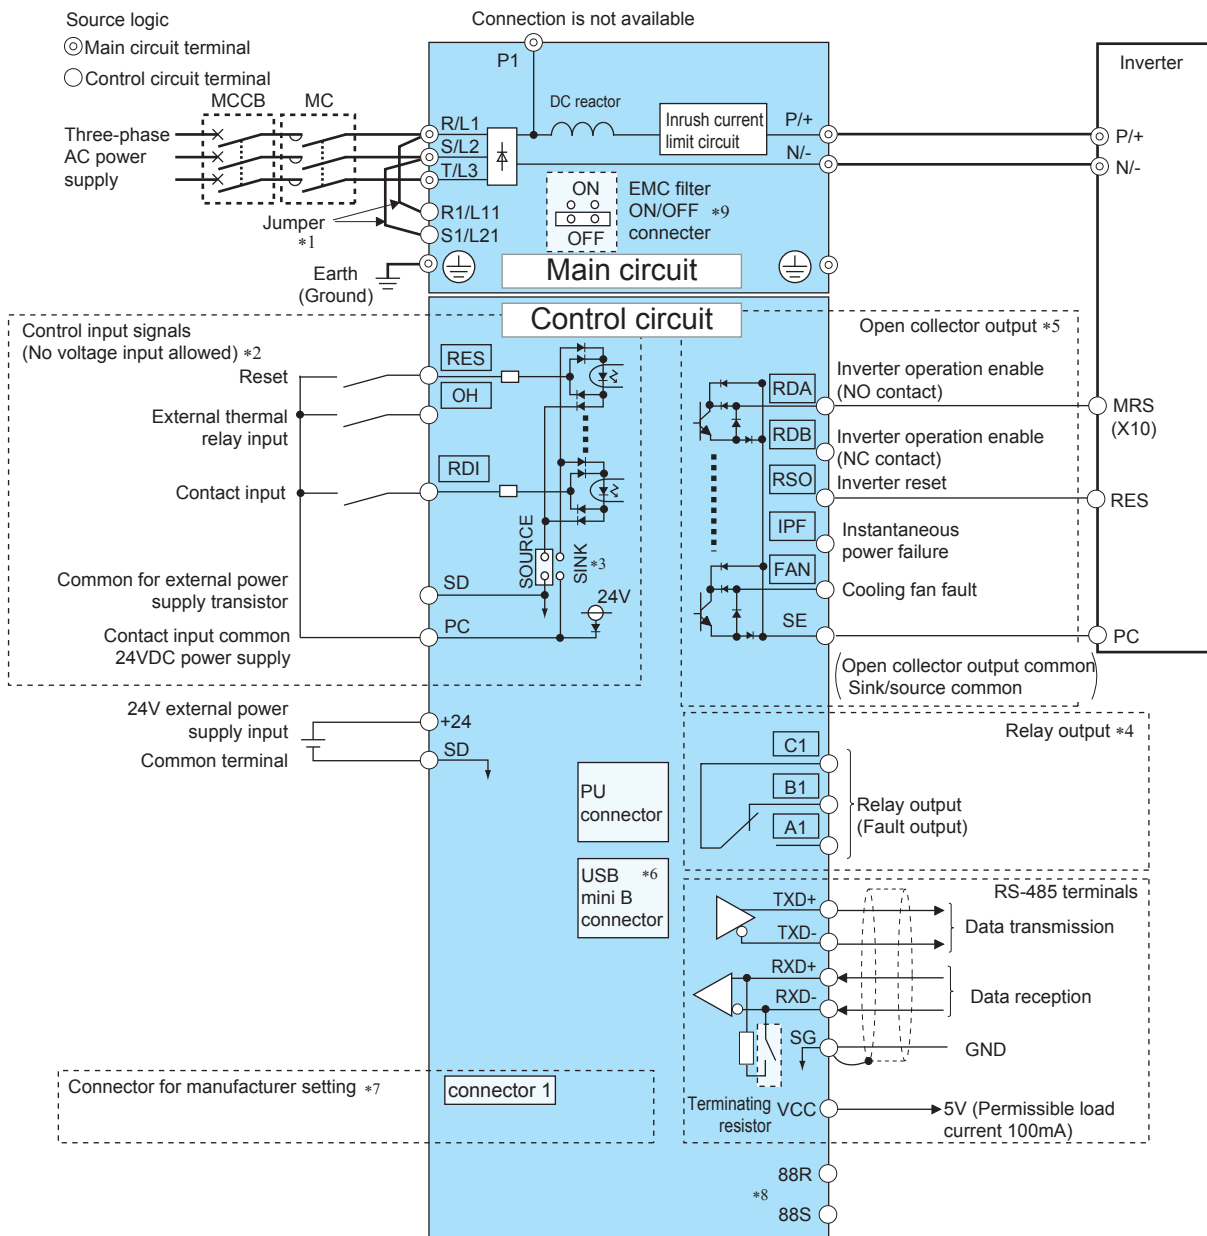 Source logic
Main circuit terminal
Control circuit terminal
Connection is not available
P1
MCCB
MC
Three-phase
AC power
supply
R/L1
S/L2
T/L3
R1/L11
S1/L21
Jumper
*1
Earth
(Ground)
DC reactor
Inrush current
limit circuit
P/+
N/-
ON
OFF
EMC filter
ON/OFF *9
connecter
Main circuit
Inverter
P/+
N/-
Control circuit
Control input signals
(No voltage input allowed) *2
Reset
External thermal
relay input
Contact input
Common for external power
supply transistor
Contact input common
24VDC power supply
RES
OH
RDI
SD
PC
SOURCE
SINK
*3
24V
Open collector output *5
RDA
RDB
RSO
IPF
FAN
SE
Inverter operation enable
(NO contact)
Inverter operation enable
(NC contact)
Inverter reset
Instantaneous
power failure
Cooling fan fault
Open collector output common
Sink/source common
MRS
(X10)
RES
PC
24V external power
supply input
Common terminal
+24
SD
PU
connector
USB *6
mini B
connector
Relay output *4
C1
B1
A1
Relay output
(Fault output)
RS-485 terminals
TXD+
TXD-
RXD+
RXD-
SG
VCC
Data transmission
Data reception
GND
Terminating
resistor
5V (Permissible load
current 100mA)
Connector for manufacturer setting *7
connector 1
88R
*8
88S